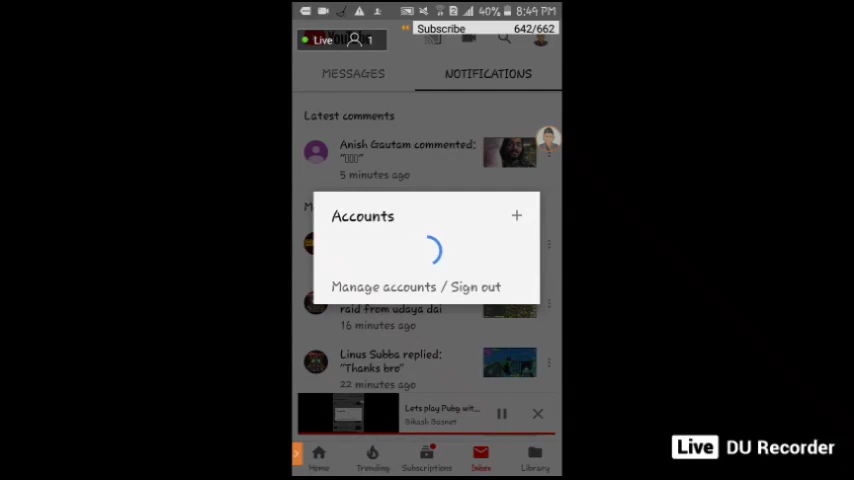 40% 8:49 PM
Subscribe 642/662
Live 1
MESSAGES NOTIFICATIONS
Latest comments
Anish Gautam commented:
5 minutes ago
Accounts +
Manage accounts / Sign out
raid from udaya dai
16 minutes ago
Linus Subba replied:
"Thanks bro"
22 minutes ago
Lets play Pubg wit...
Bikash Basnet
Live DU Recorder
Home Trending Subscriptions Inbox Library